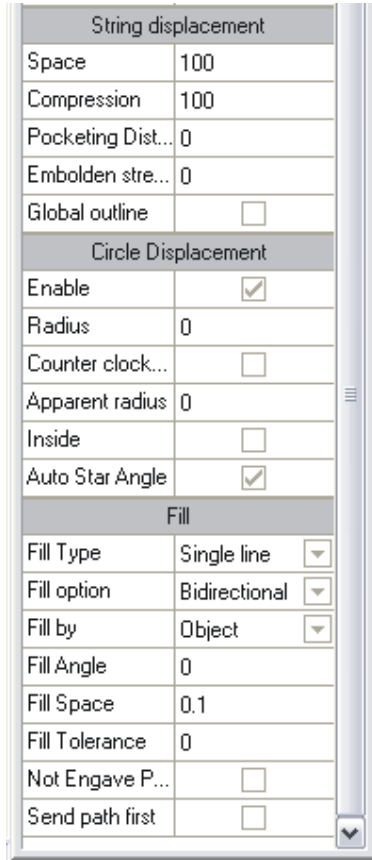 String displacement
Space 100
Compression 100
Pocketing Dist... 0
Embolden stre... 0
Global outline
Circle Displacement
Enable
Radius 0
Counter clock...
Apparent radius 0
Inside
Auto Star Angle
Fill
Fill Type Single line
Fill option Bidirectional
Fill by Object
Fill Angle 0
Fill Space 0.1
Fill Tolerance 0
Not Engave P...
Send path first